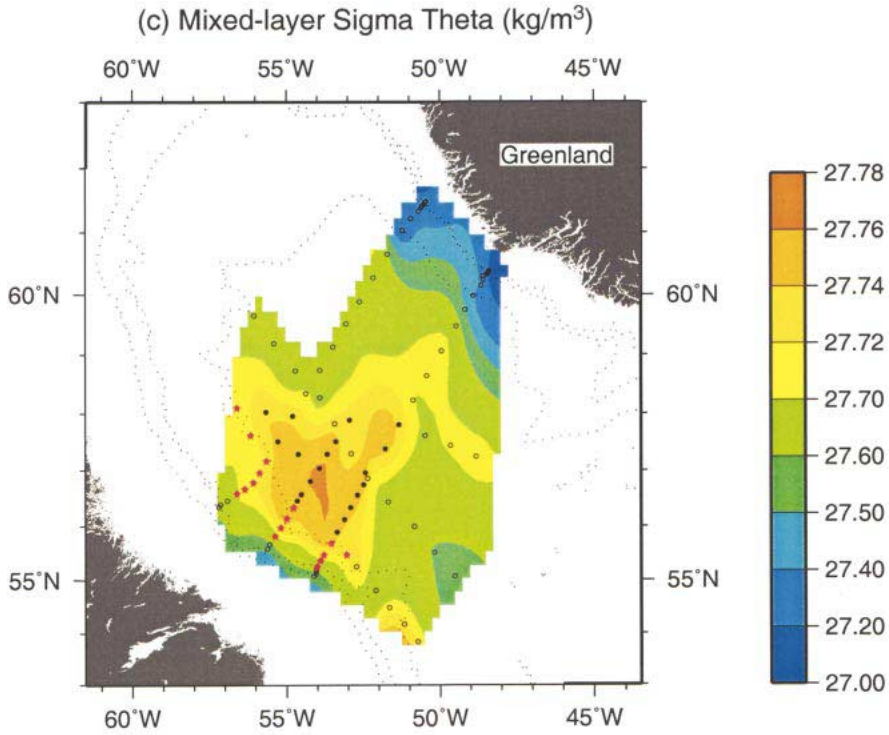 (c) Mixed-layer Sigma Theta (kg/m³)
60˚W 55˚W 50˚W 45˚W
Greenland
60˚N 60˚N
55˚N 55˚N
60˚W 55˚W 50˚W 45˚W
27.78
27.76
27.74
27.72
27.70
27.60
27.50
27.40
27.20
27.00